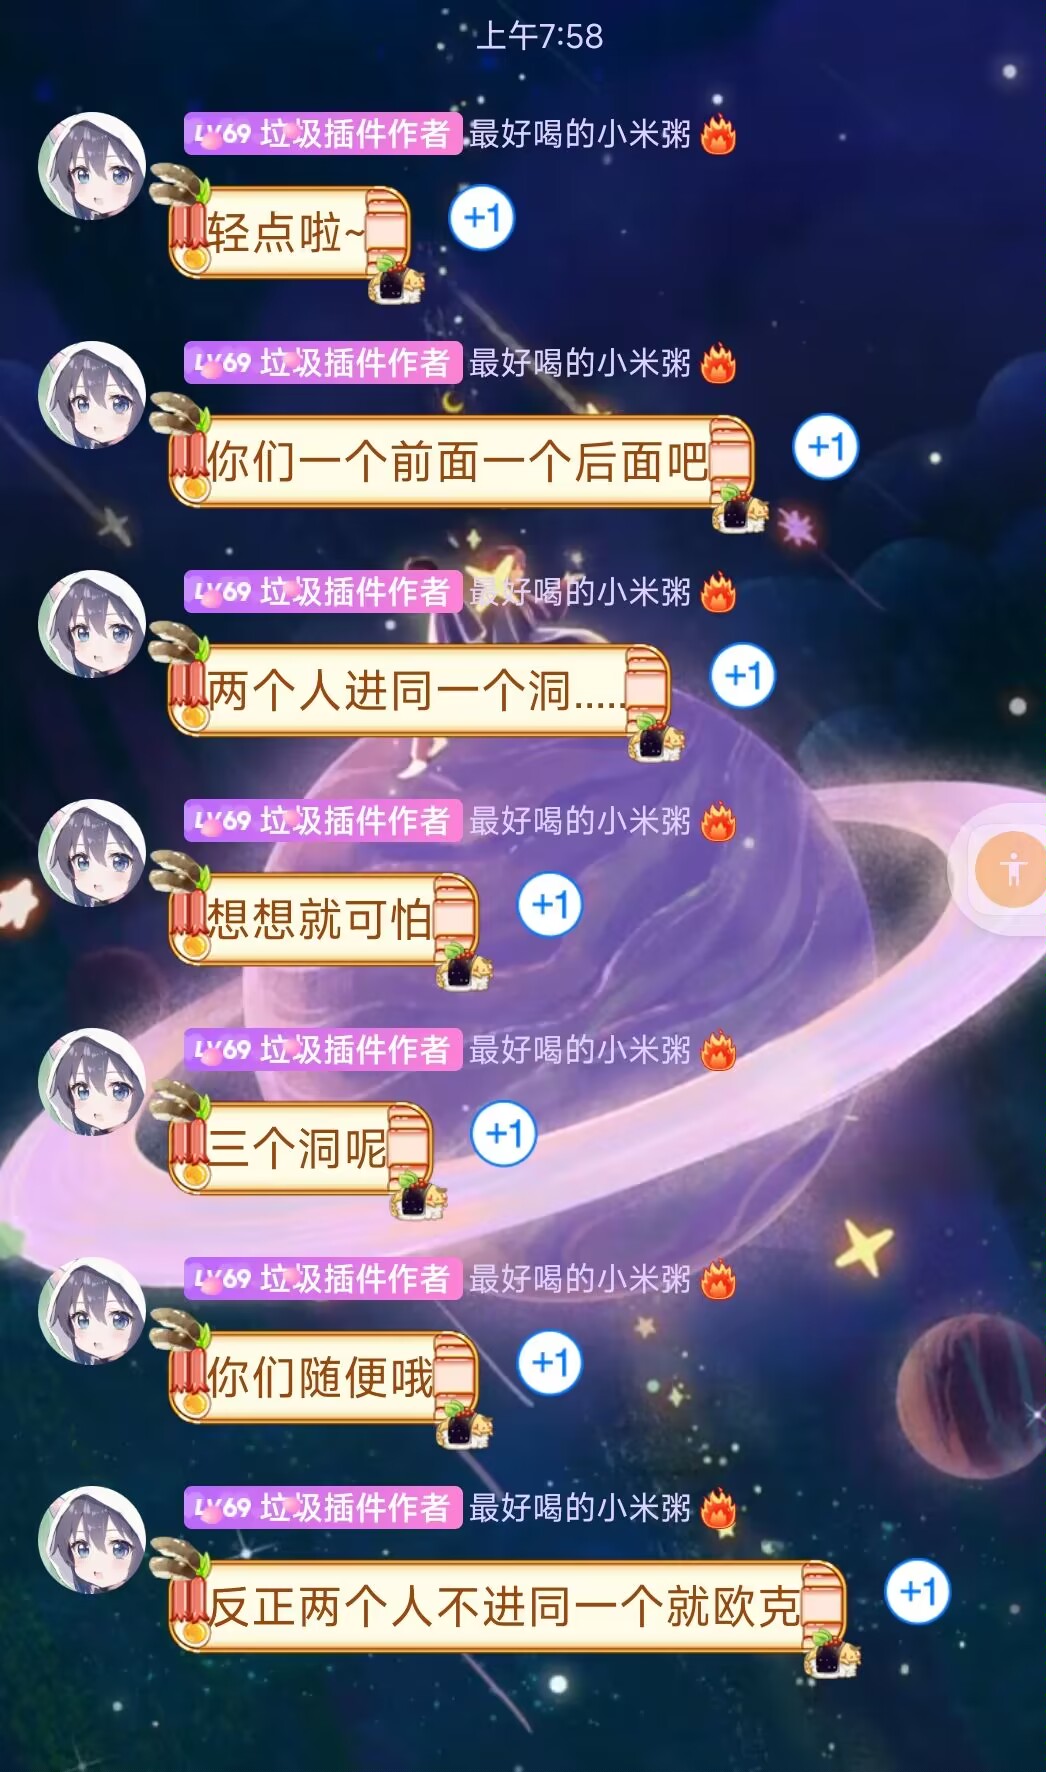 上午7:58
LV69 垃圾插件作者 最好喝的小米粥
轻点啦~
+1
LV69 垃圾插件作者 最好喝的小米粥
你们一个前面一个后面吧
+1
LV69 垃圾插件作者 最好喝的小米粥
两个人进同一个洞.....
+1
LV69 垃圾插件作者 最好喝的小米粥
想想就可怕
+1
LV69 垃圾插件作者 最好喝的小米粥
三个洞呢
+1
LV69 垃圾插件作者 最好喝的小米粥
你们随便哦
+1
LV69 垃圾插件作者 最好喝的小米粥
反正两个人不进同一个就欧克
+1